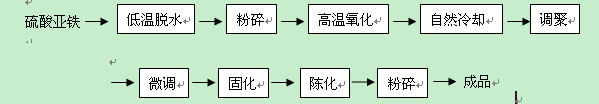 硫酸亚铁 低温脱水 粉碎 高温氧化 自然冷却 调聚
微调 固化 陈化 粉碎 成品